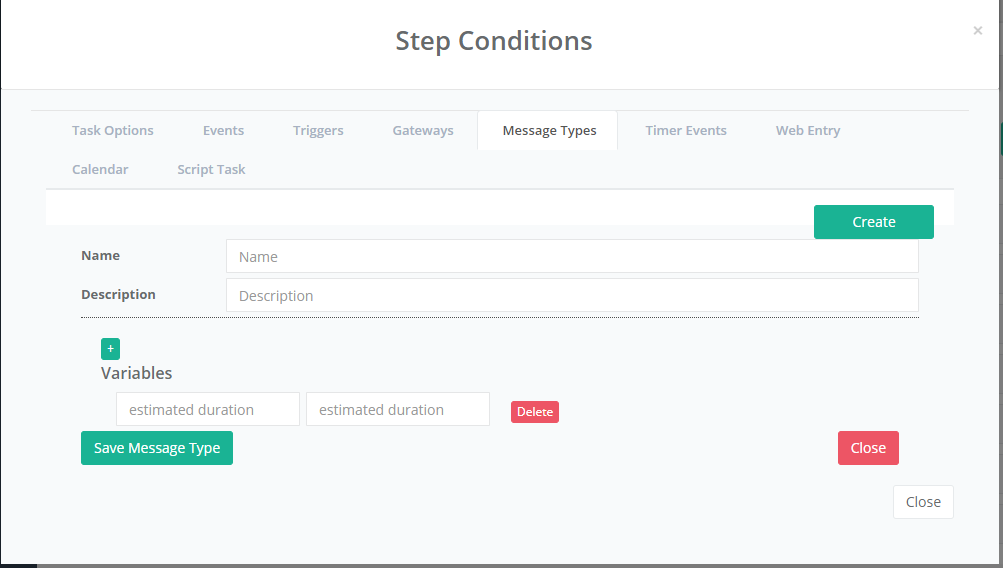 Step Conditions
×
Task Options Events Triggers Gateways Message Types Timer Events Web Entry
Calendar Script Task
Create
Name Name
Description Description
+
Variables
estimated duration estimated duration Delete
Save Message Type Close
Close